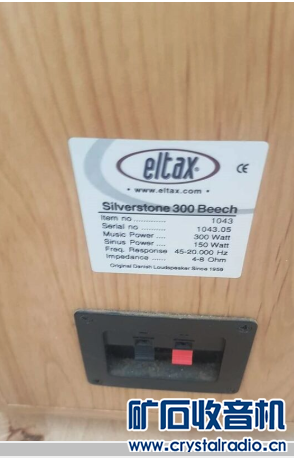 eltax
CE
• www.eltax.com •
Silverstone 300 Beech
Item no ............ 1043
Serial no ............ 1043.05
Music Power .... 300 Watt
Sinus Power .... 150 Watt
Freq. Response 45-20.000 Hz
Impedance ...... 4-8 Ohm
Original Danish Loudspeaker Since 1958
矿石收音机
www.crystalradio.cn